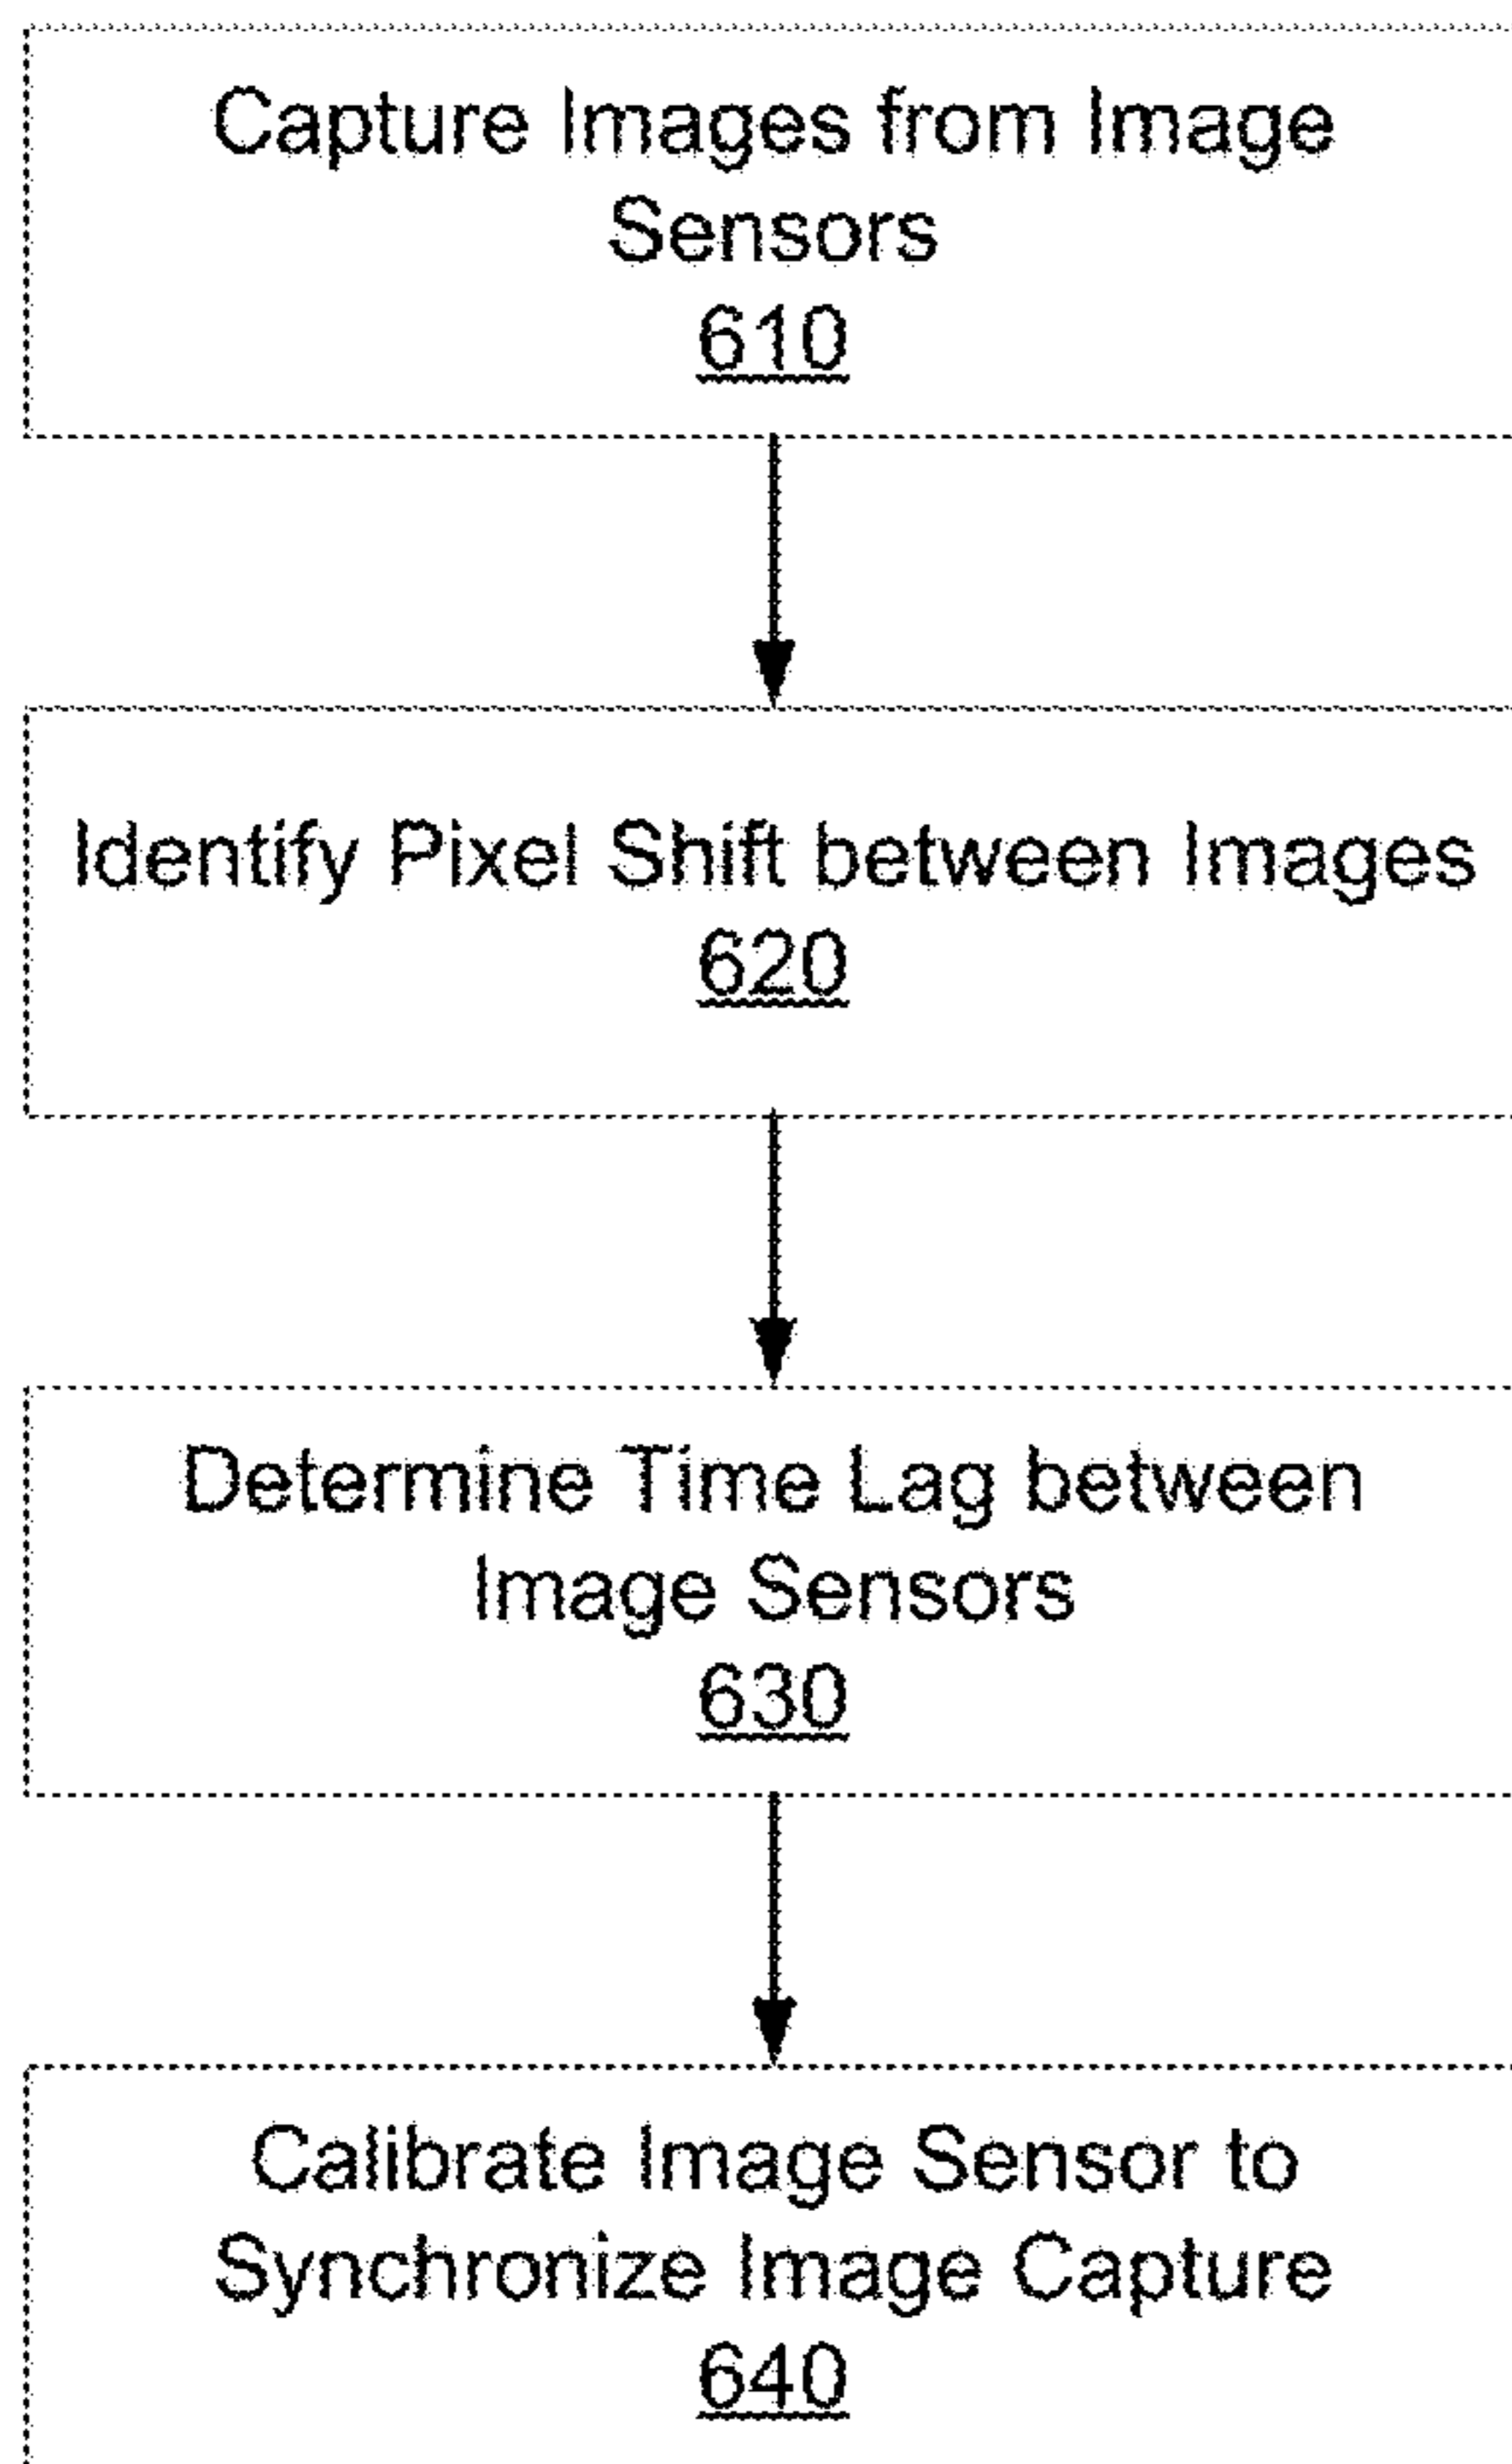 Capture Images from Image
Sensors
610
Identify Pixel Shift between Images
620
Determine Time Lag between
Image Sensors
630
Calibrate Image Sensor to
Synchronize Image Capture
640